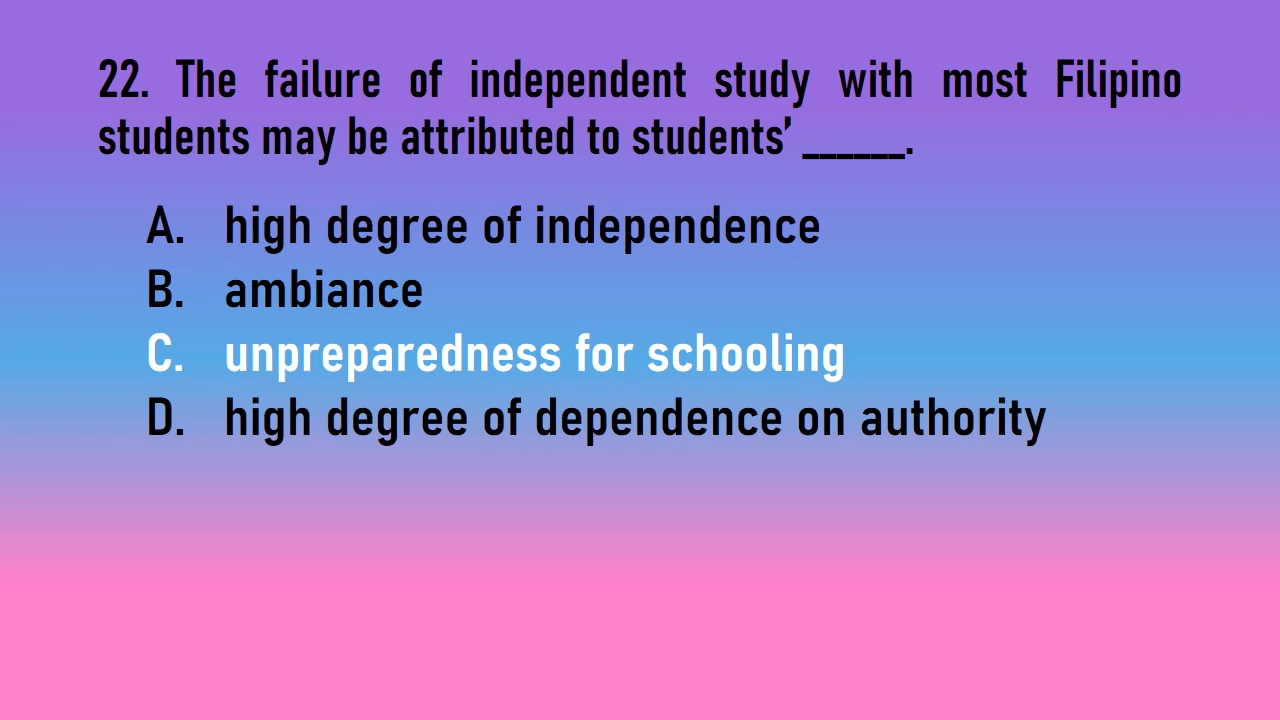 22. The failure of independent study with most Filipino
students may be attributed to students’ ______.
A. high degree of independence
B. ambiance
C. unpreparedness for schooling
D. high degree of dependence on authority